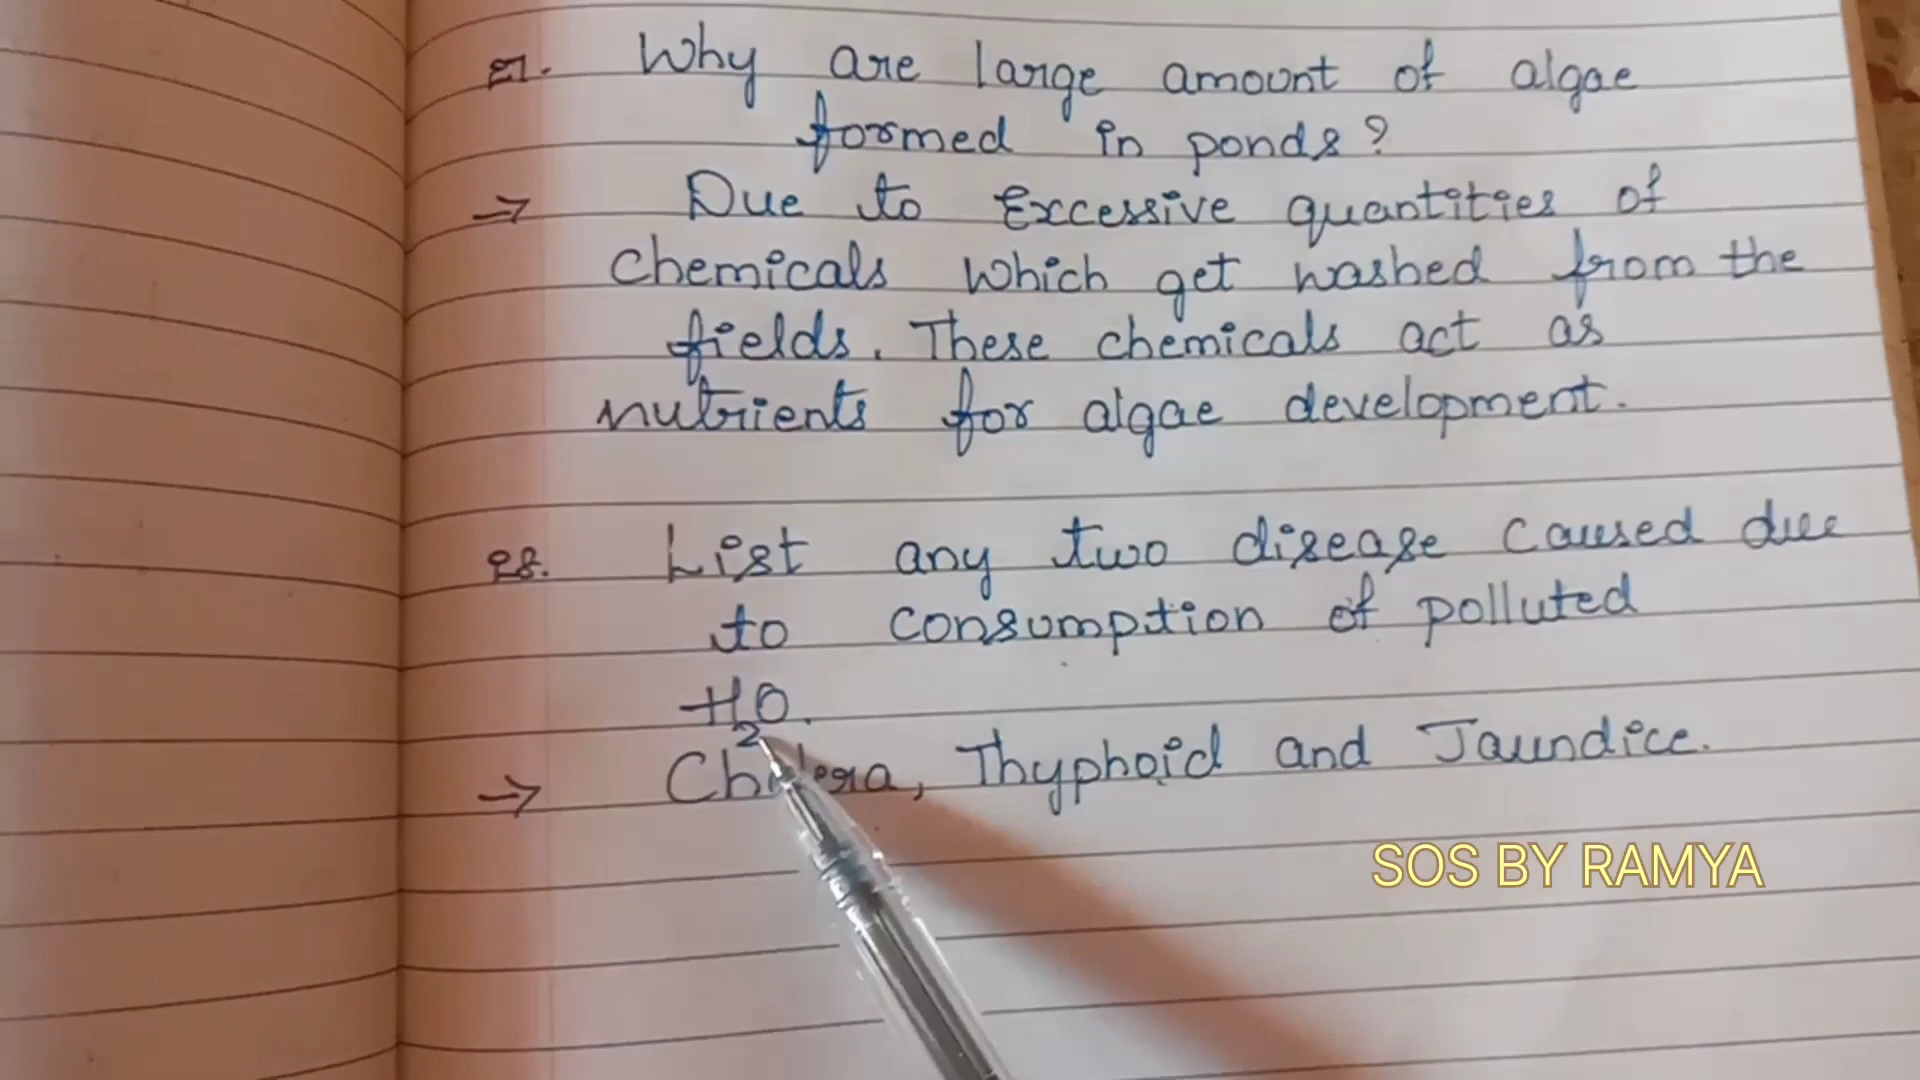 27. Why are large amount of algae
formed in ponds?
→ Due to Excessive quantities of
chemicals which get washed from the
fields. These chemicals act as
nutrients for algae development.
28. List any two disease caused due
to consumption of polluted
H₂O.
→ Cholera, Thyphoid and Jaundice.
SOS BY RAMYA